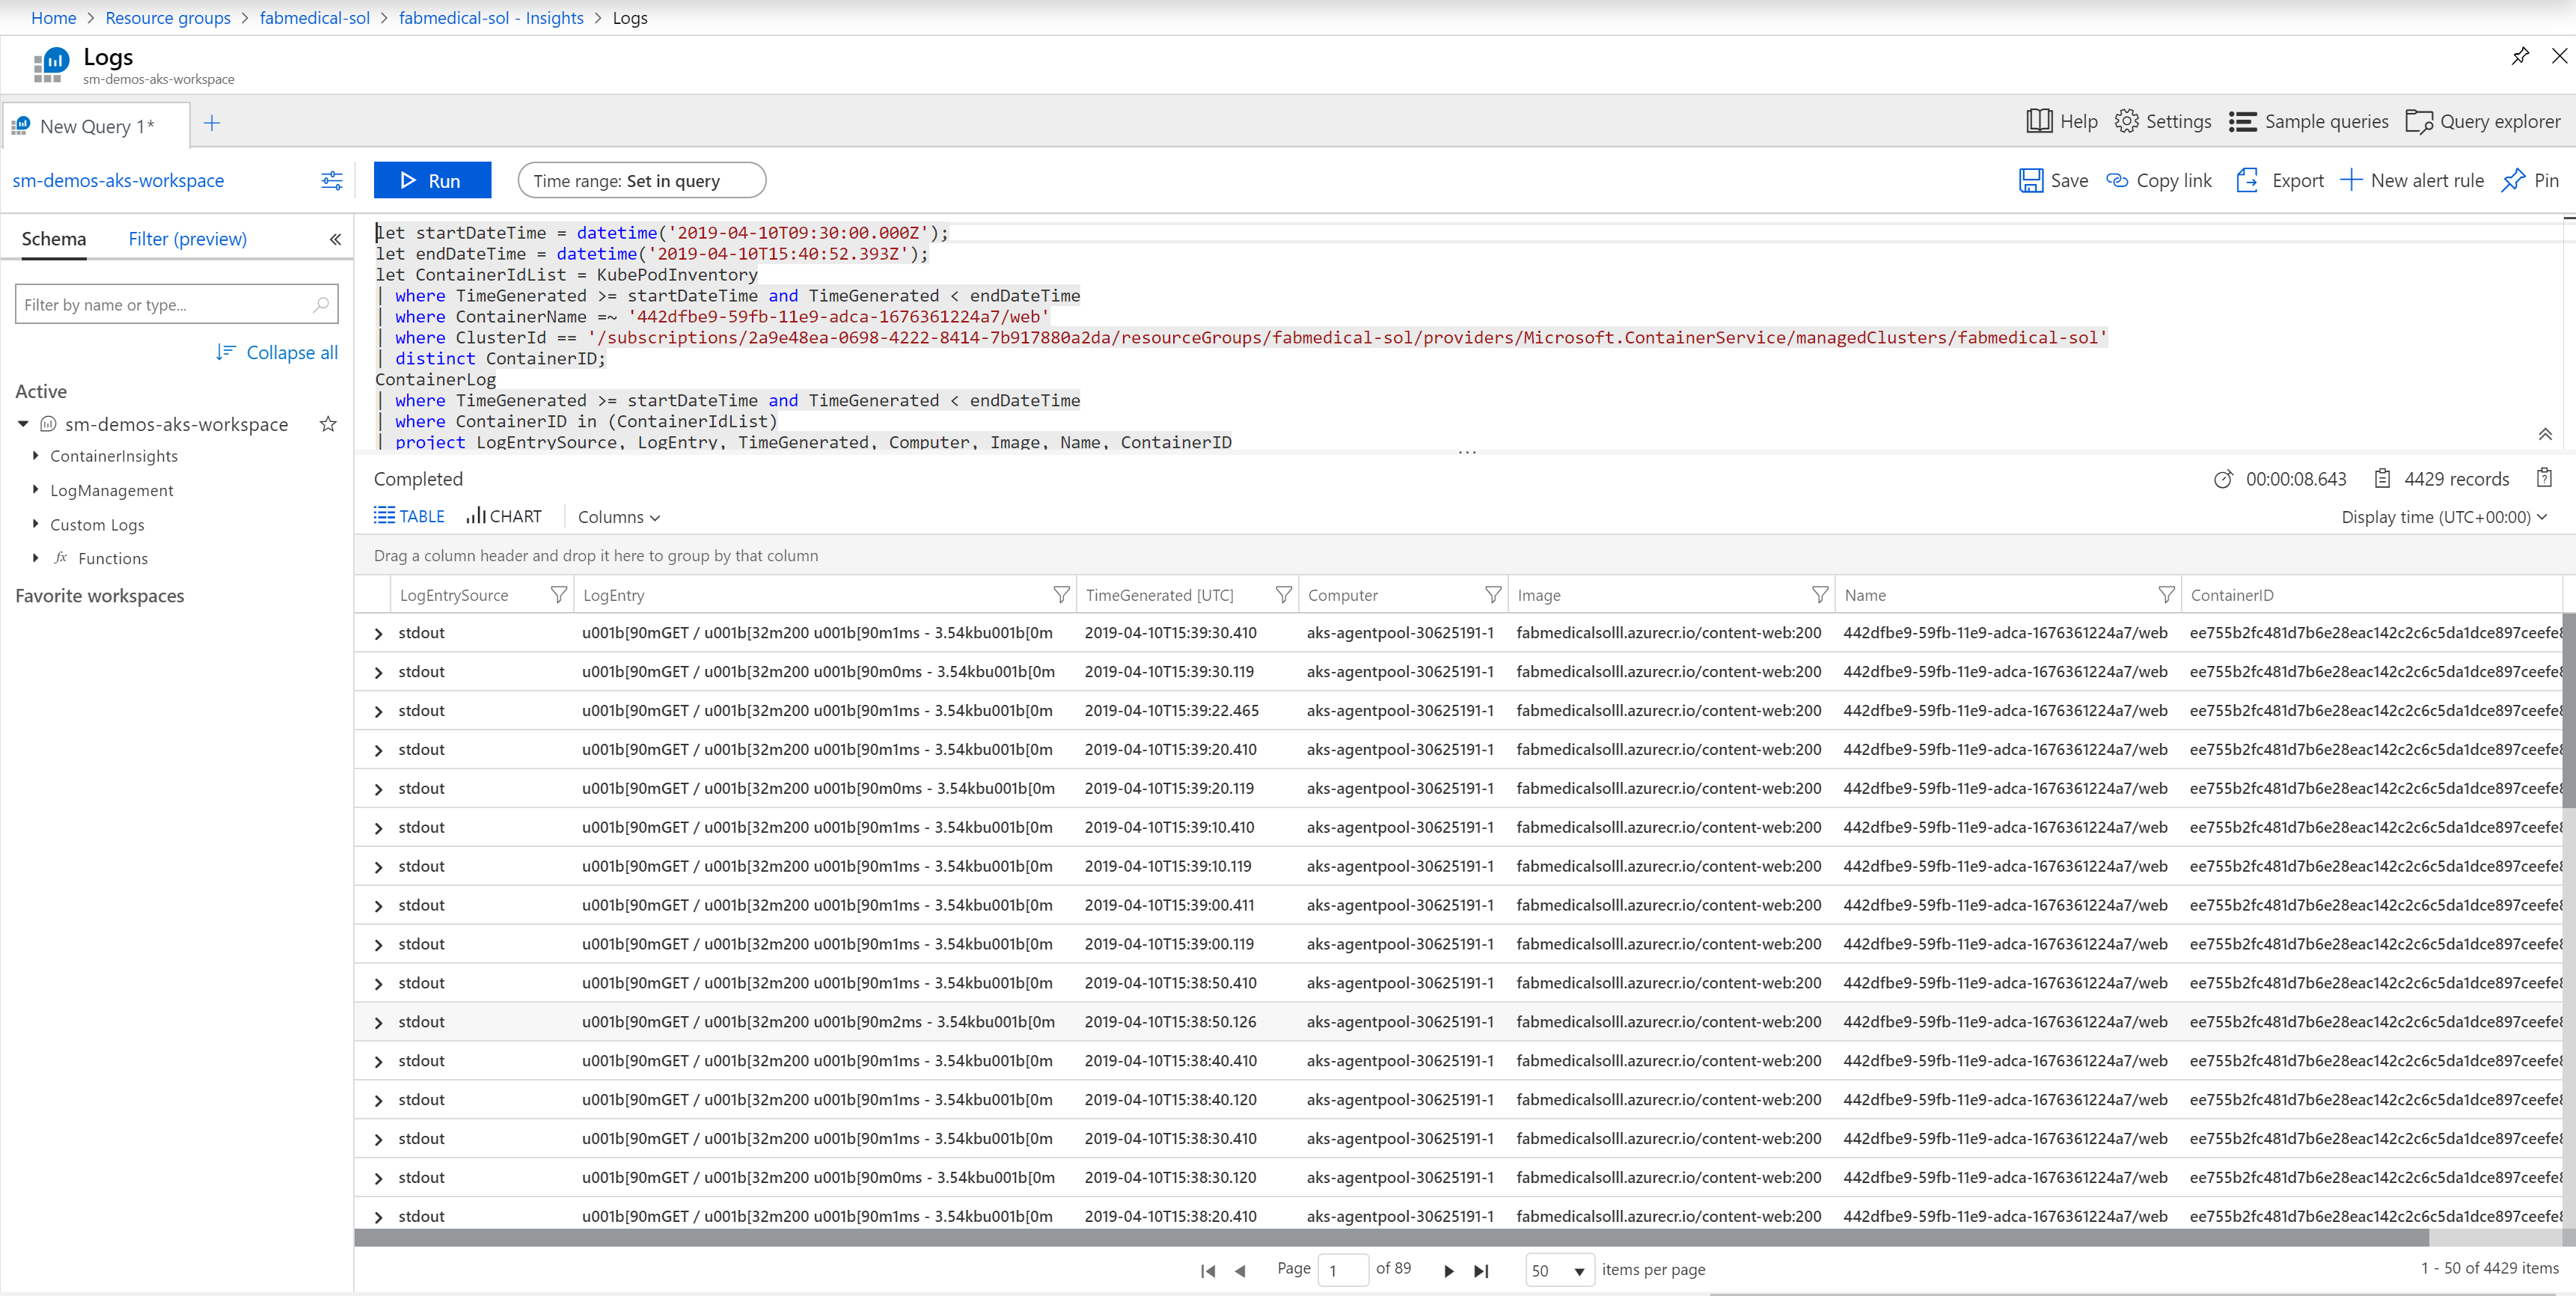 Home > Resource groups > fabmedical-sol > fabmedical-sol - Insights > Logs
Logs
sm-demos-aks-workspace
New Query 1*
Help Settings Sample queries Query explorer
sm-demos-aks-workspace
Run Time range: Set in query
Save Copy link Export New alert rule Pin
Schema Filter (preview) «
Filter by name or type...
Collapse all
Active
sm-demos-aks-workspace
ContainerInsights
LogManagement
Custom Logs
fx Functions
Favorite workspaces
let startDateTime = datetime('2019-04-10T09:30:00.000Z');
let endDateTime = datetime('2019-04-10T15:40:52.393Z');
let ContainerIdList = KubePodInventory
| where TimeGenerated >= startDateTime and TimeGenerated < endDateTime
| where ContainerName =~ '442dfbe9-59fb-11e9-adca-1676361224a7/web'
| where ClusterId == '/subscriptions/2a9e48ea-0698-4222-8414-7b917880a2da/resourceGroups/fabmedical-sol/providers/Microsoft.ContainerService/managedClusters/fabmedical-sol'
| distinct ContainerID;
ContainerLog
| where TimeGenerated >= startDateTime and TimeGenerated < endDateTime
| where ContainerID in (ContainerIdList)
| project LogEntrySource, LogEntry, TimeGenerated, Computer, Image, Name, ContainerID
Completed 00:00:08.643 4429 records
TABLE CHART Columns Display time (UTC+00:00)
Drag a column header and drop it here to group by that column
LogEntrySource LogEntry TimeGenerated [UTC] Computer Image Name ContainerID
stdout u001b[90mGET / u001b[32m200 u001b[90m1ms - 3.54kbu001b[0m 2019-04-10T15:39:30.410 aks-agentpool-30625191-1 fabmedicalsolll.azurecr.io/content-web:200 442dfbe9-59fb-11e9-adca-1676361224a7/web ee755b2fc481d7b6e28eac142c2c6c5da1dce897ceefe8
stdout u001b[90mGET / u001b[32m200 u001b[90m0ms - 3.54kbu001b[0m 2019-04-10T15:39:30.119 aks-agentpool-30625191-1 fabmedicalsolll.azurecr.io/content-web:200 442dfbe9-59fb-11e9-adca-1676361224a7/web ee755b2fc481d7b6e28eac142c2c6c5da1dce897ceefe8
stdout u001b[90mGET / u001b[32m200 u001b[90m1ms - 3.54kbu001b[0m 2019-04-10T15:39:22.465 aks-agentpool-30625191-1 fabmedicalsolll.azurecr.io/content-web:200 442dfbe9-59fb-11e9-adca-1676361224a7/web ee755b2fc481d7b6e28eac142c2c6c5da1dce897ceefe8
stdout u001b[90mGET / u001b[32m200 u001b[90m1ms - 3.54kbu001b[0m 2019-04-10T15:39:20.410 aks-agentpool-30625191-1 fabmedicalsolll.azurecr.io/content-web:200 442dfbe9-59fb-11e9-adca-1676361224a7/web ee755b2fc481d7b6e28eac142c2c6c5da1dce897ceefe8
stdout u001b[90mGET / u001b[32m200 u001b[90m0ms - 3.54kbu001b[0m 2019-04-10T15:39:20.119 aks-agentpool-30625191-1 fabmedicalsolll.azurecr.io/content-web:200 442dfbe9-59fb-11e9-adca-1676361224a7/web ee755b2fc481d7b6e28eac142c2c6c5da1dce897ceefe8
stdout u001b[90mGET / u001b[32m200 u001b[90m1ms - 3.54kbu001b[0m 2019-04-10T15:39:10.410 aks-agentpool-30625191-1 fabmedicalsolll.azurecr.io/content-web:200 442dfbe9-59fb-11e9-adca-1676361224a7/web ee755b2fc481d7b6e28eac142c2c6c5da1dce897ceefe8
stdout u001b[90mGET / u001b[32m200 u001b[90m1ms - 3.54kbu001b[0m 2019-04-10T15:39:10.119 aks-agentpool-30625191-1 fabmedicalsolll.azurecr.io/content-web:200 442dfbe9-59fb-11e9-adca-1676361224a7/web ee755b2fc481d7b6e28eac142c2c6c5da1dce897ceefe8
stdout u001b[90mGET / u001b[32m200 u001b[90m1ms - 3.54kbu001b[0m 2019-04-10T15:39:00.411 aks-agentpool-30625191-1 fabmedicalsolll.azurecr.io/content-web:200 442dfbe9-59fb-11e9-adca-1676361224a7/web ee755b2fc481d7b6e28eac142c2c6c5da1dce897ceefe8
stdout u001b[90mGET / u001b[32m200 u001b[90m1ms - 3.54kbu001b[0m 2019-04-10T15:39:00.119 aks-agentpool-30625191-1 fabmedicalsolll.azurecr.io/content-web:200 442dfbe9-59fb-11e9-adca-1676361224a7/web ee755b2fc481d7b6e28eac142c2c6c5da1dce897ceefe8
stdout u001b[90mGET / u001b[32m200 u001b[90m1ms - 3.54kbu001b[0m 2019-04-10T15:38:50.410 aks-agentpool-30625191-1 fabmedicalsolll.azurecr.io/content-web:200 442dfbe9-59fb-11e9-adca-1676361224a7/web ee755b2fc481d7b6e28eac142c2c6c5da1dce897ceefe8
stdout u001b[90mGET / u001b[32m200 u001b[90m2ms - 3.54kbu001b[0m 2019-04-10T15:38:50.126 aks-agentpool-30625191-1 fabmedicalsolll.azurecr.io/content-web:200 442dfbe9-59fb-11e9-adca-1676361224a7/web ee755b2fc481d7b6e28eac142c2c6c5da1dce897ceefe8
stdout u001b[90mGET / u001b[32m200 u001b[90m1ms - 3.54kbu001b[0m 2019-04-10T15:38:40.410 aks-agentpool-30625191-1 fabmedicalsolll.azurecr.io/content-web:200 442dfbe9-59fb-11e9-adca-1676361224a7/web ee755b2fc481d7b6e28eac142c2c6c5da1dce897ceefe8
stdout u001b[90mGET / u001b[32m200 u001b[90m1ms - 3.54kbu001b[0m 2019-04-10T15:38:40.120 aks-agentpool-30625191-1 fabmedicalsolll.azurecr.io/content-web:200 442dfbe9-59fb-11e9-adca-1676361224a7/web ee755b2fc481d7b6e28eac142c2c6c5da1dce897ceefe8
stdout u001b[90mGET / u001b[32m200 u001b[90m1ms - 3.54kbu001b[0m 2019-04-10T15:38:30.410 aks-agentpool-30625191-1 fabmedicalsolll.azurecr.io/content-web:200 442dfbe9-59fb-11e9-adca-1676361224a7/web ee755b2fc481d7b6e28eac142c2c6c5da1dce897ceefe8
stdout u001b[90mGET / u001b[32m200 u001b[90m0ms - 3.54kbu001b[0m 2019-04-10T15:38:30.120 aks-agentpool-30625191-1 fabmedicalsolll.azurecr.io/content-web:200 442dfbe9-59fb-11e9-adca-1676361224a7/web ee755b2fc481d7b6e28eac142c2c6c5da1dce897ceefe8
stdout u001b[90mGET / u001b[32m200 u001b[90m1ms - 3.54kbu001b[0m 2019-04-10T15:38:20.410 aks-agentpool-30625191-1 fabmedicalsolll.azurecr.io/content-web:200 442dfbe9-59fb-11e9-adca-1676361224a7/web ee755b2fc481d7b6e28eac142c2c6c5da1dce897ceefe8
Page 1 of 89 50 items per page 1 - 50 of 4429 items